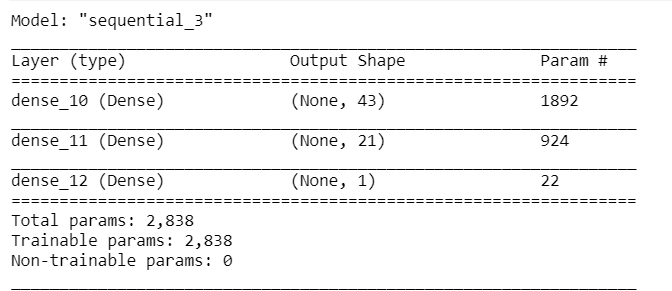 Model: "sequential_3"
Layer (type) Output Shape Param #
dense_10 (Dense) (None, 43) 1892
dense_11 (Dense) (None, 21) 924
dense_12 (Dense) (None, 1) 22
Total params: 2,838
Trainable params: 2,838
Non-trainable params: 0